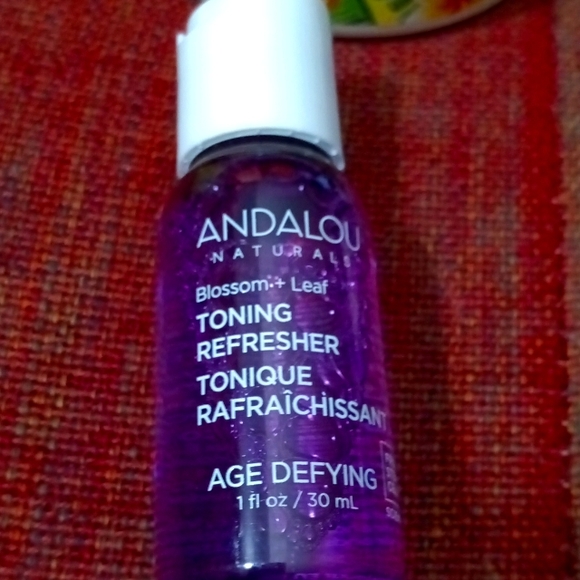 ANDALOU
NATURALS
Blossom + Leaf
TONING
REFRESHER
TONIQUE
RAFRAÎCHISSANT
AGE DEFYING
1 fl oz / 30 mL